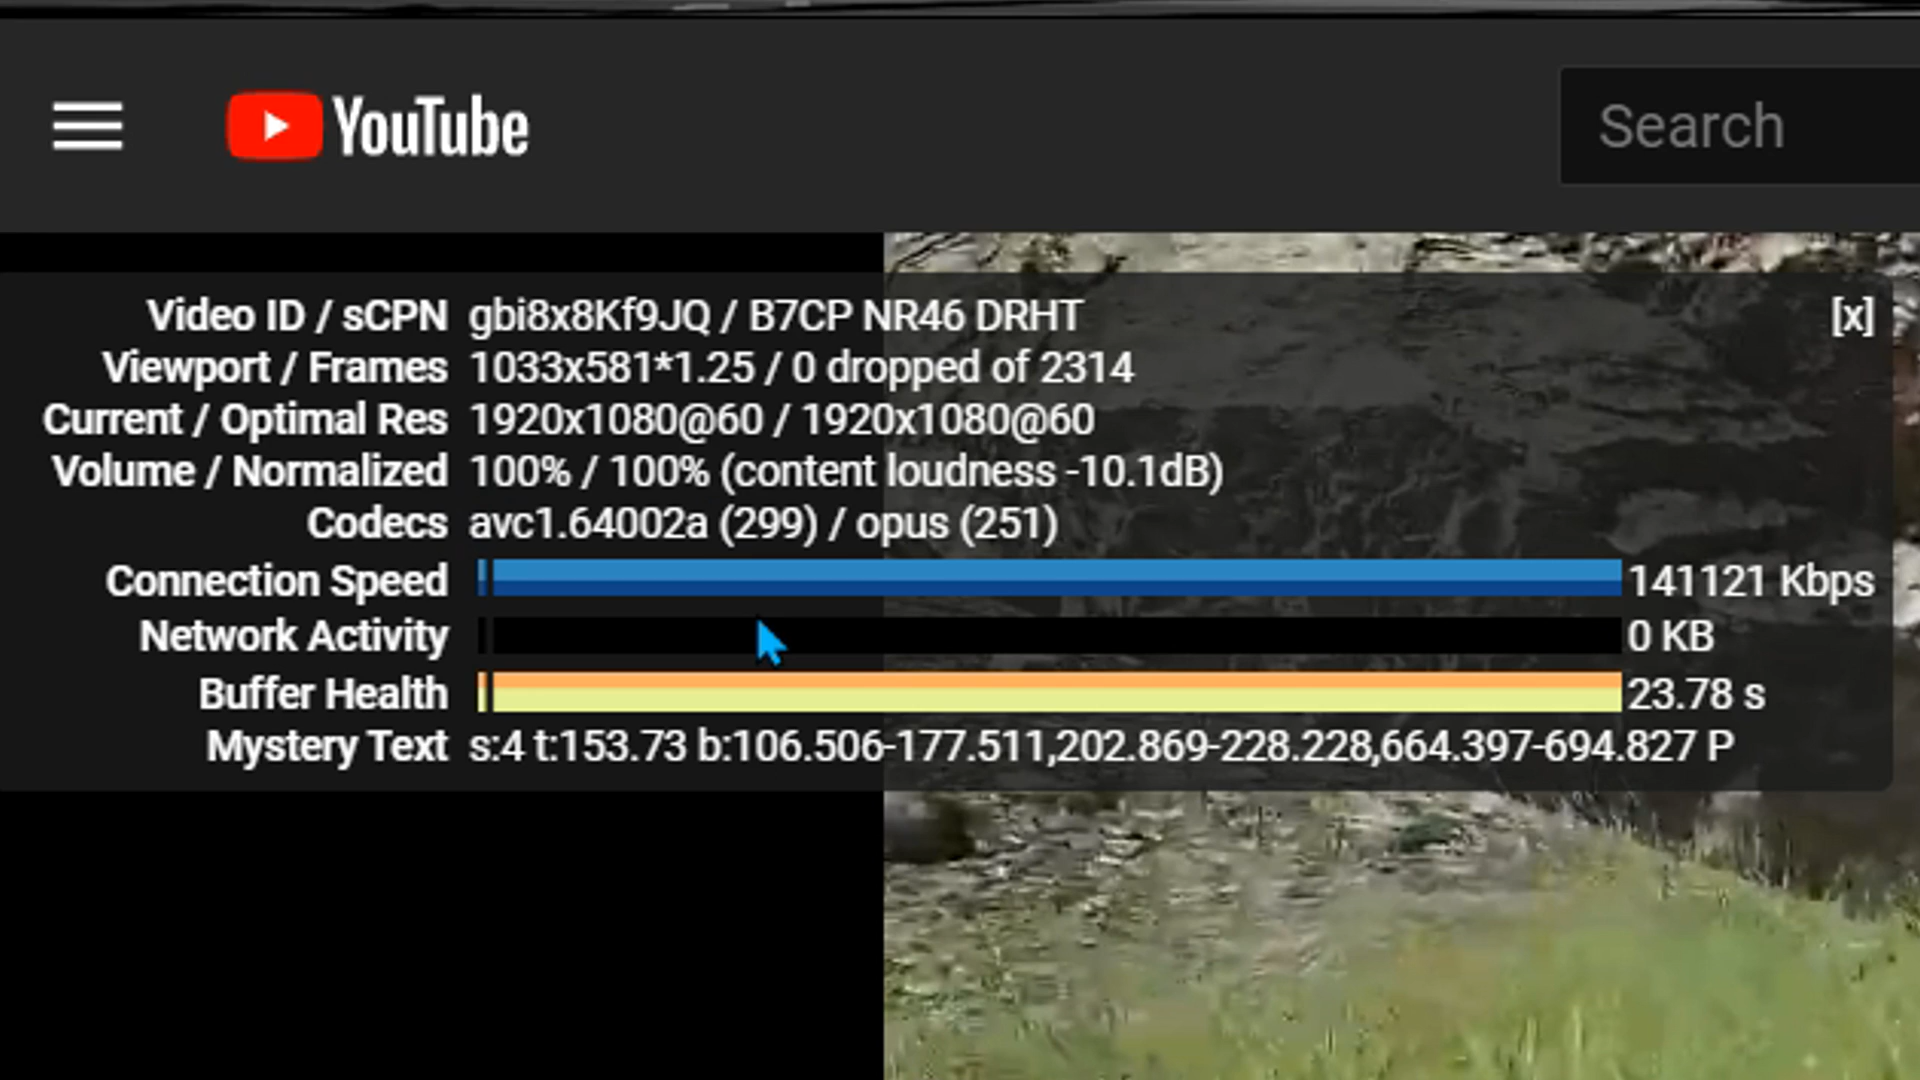 YouTube
Search
Video ID / sCPN gbi8x8Kf9JQ / B7CP NR46 DRHT [x]
Viewport / Frames 1033x581*1.25 / 0 dropped of 2314
Current / Optimal Res 1920x1080@60 / 1920x1080@60
Volume / Normalized 100% / 100% (content loudness -10.1dB)
Codecs avc1.64002a (299) / opus (251)
Connection Speed 141121 Kbps
Network Activity 0 KB
Buffer Health 23.78 s
Mystery Text s:4 t:153.73 b:106.506-177.511,202.869-228.228,664.397-694.827 P